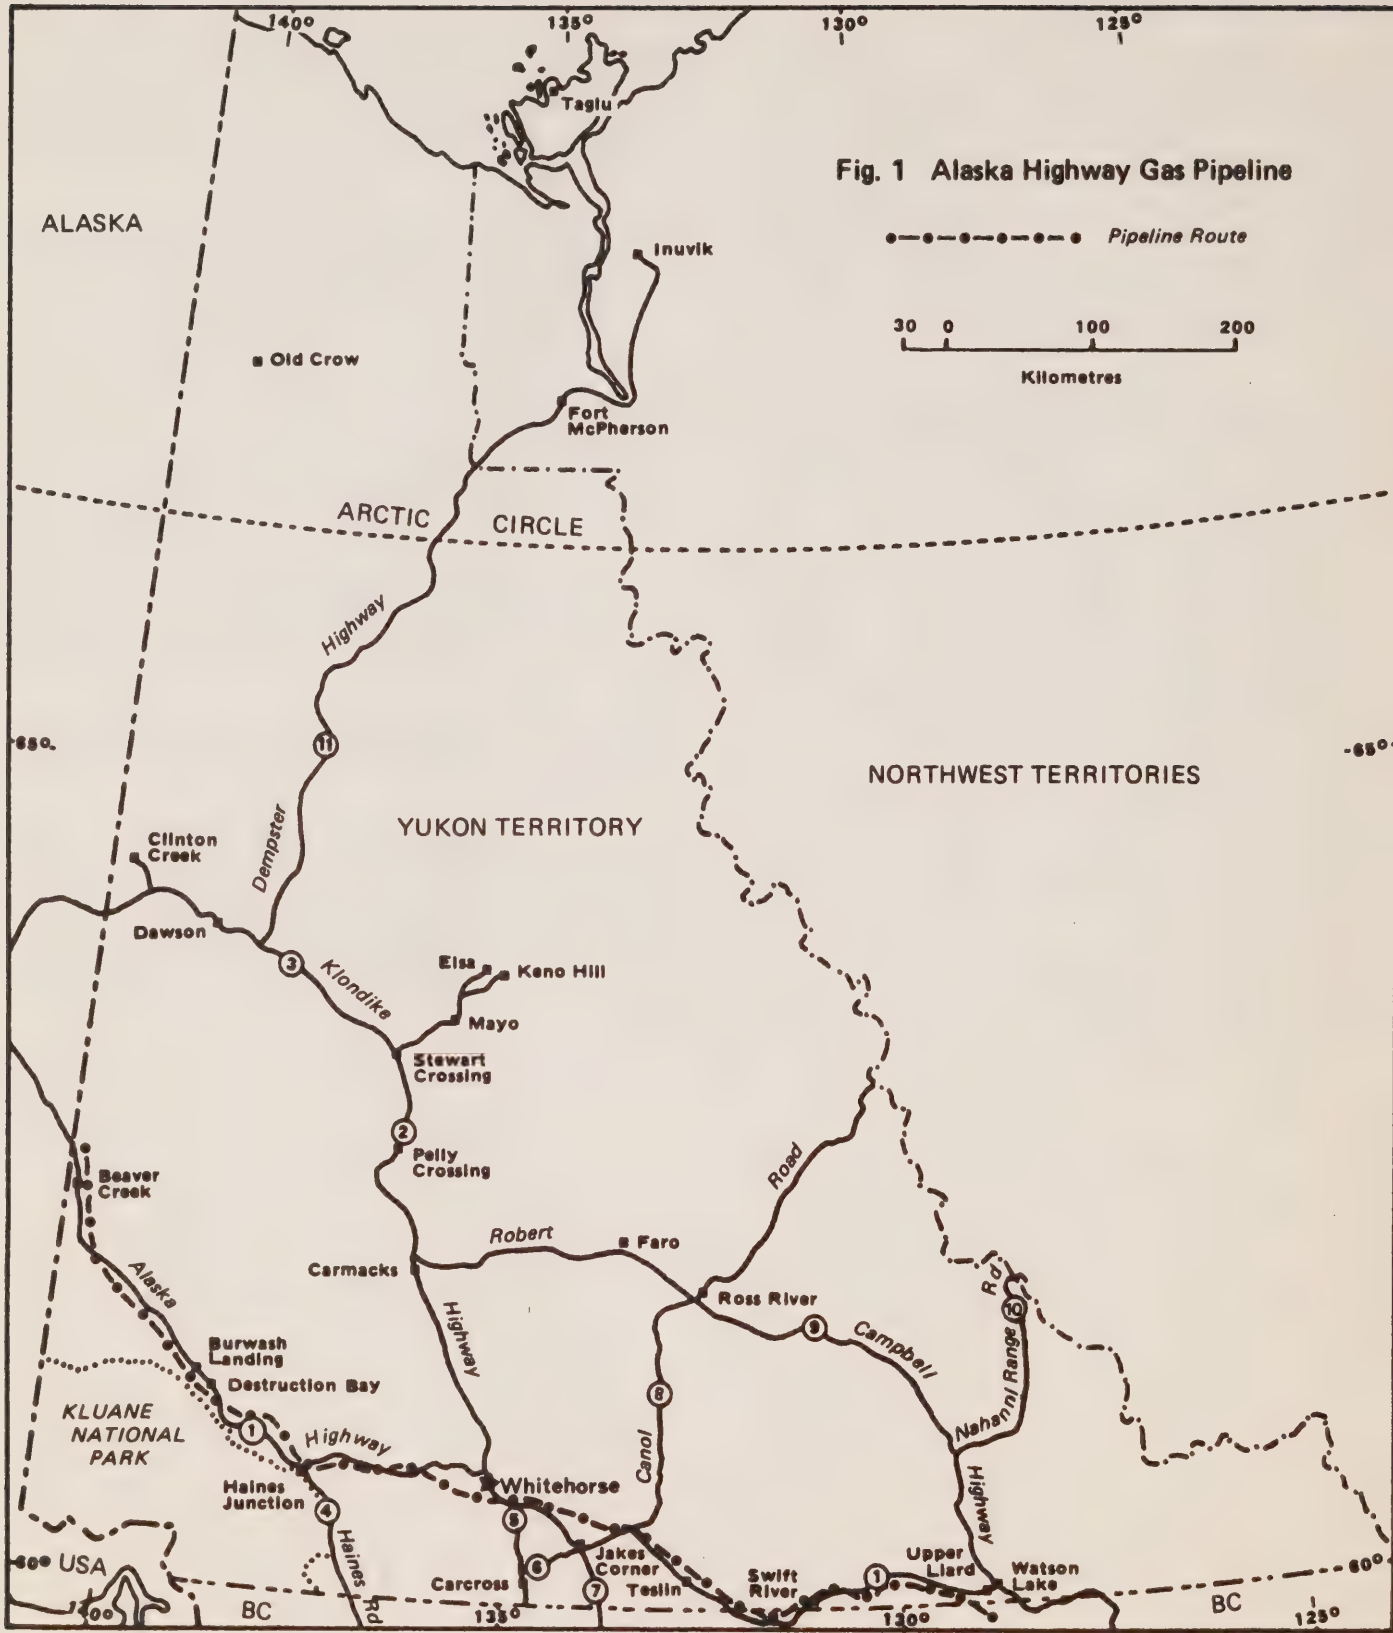 140°
135°
130°
125°
Taglu
Fig. 1 Alaska Highway Gas Pipeline
ALASKA
Pipeline Route
Inuvik
30 0 100 200
Kilometres
Old Crow
Fort
McPherson
ARCTIC CIRCLE
Highway
65°
11
65°
NORTHWEST TERRITORIES
YUKON TERRITORY
Clinton
Creek
Dempster
Dawson
3
Klondike
Elsa
Keno Hill
Mayo
Stewart
Crossing
2
Pelly
Crossing
Road
Beaver
Creek
Robert
Faro
Carmacks
Alaska
Ross River
Rd
10
Highway
9
Campbell
Burwash
Landing
Destruction Bay
8
Nahanni Range
KLUANE
NATIONAL
PARK
1
Highway
Canol
Haines
Junction
Whitehorse
Highway
4
5
Haines Rd
60°
USA
6
Jakes
Corner
7
Teslin
Swift
River
1
Upper
Liard
Watson
Lake
60°
Carcross
140°
BC
135°
130°
BC
125°